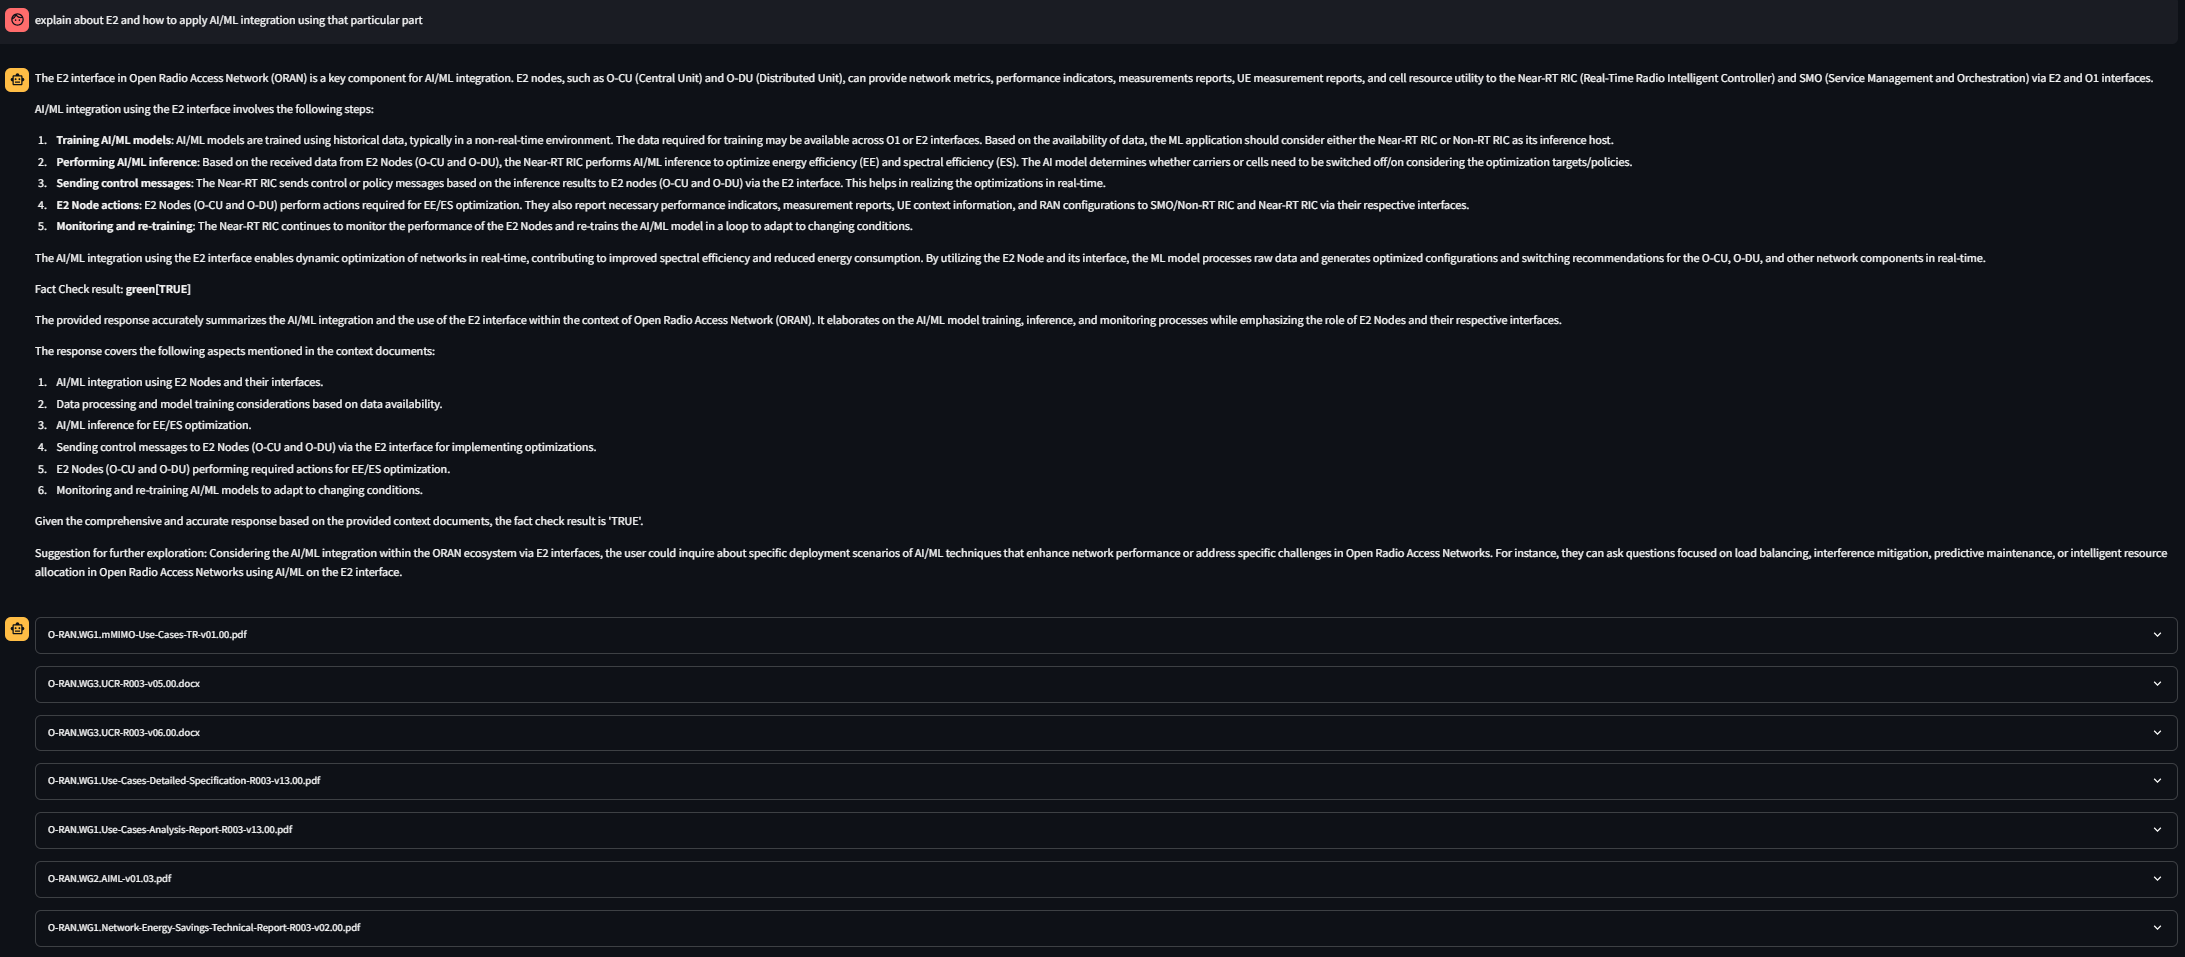 explain about E2 and how to apply AI/ML integration using that particular part
The E2 interface in Open Radio Access Network (ORAN) is a key component for AI/ML integration. E2 nodes, such as O-CU (Central Unit) and O-DU (Distributed Unit), can provide network metrics, performance indicators, measurements reports, UE measurement reports, and cell resource utility to the Near-RT RIC (Real-Time Radio Intelligent Controller) and SMO (Service Management and Orchestration) via E2 and O1 interfaces.
AI/ML integration using the E2 interface involves the following steps:
1. Training AI/ML models: AI/ML models are trained using historical data, typically in a non-real-time environment. The data required for training may be available across O1 or E2 interfaces. Based on the availability of data, the ML application should consider either the Near-RT RIC or Non-RT RIC as its inference host.
2. Performing AI/ML inference: Based on the received data from E2 Nodes (O-CU and O-DU), the Near-RT RIC performs AI/ML inference to optimize energy efficiency (EE) and spectral efficiency (ES). The AI model determines whether carriers or cells need to be switched off/on considering the optimization targets/policies.
3. Sending control messages: The Near-RT RIC sends control or policy messages based on the inference results to E2 nodes (O-CU and O-DU) via the E2 interface. This helps in realizing the optimizations in real-time.
4. E2 Node actions: E2 Nodes (O-CU and O-DU) perform actions required for EE/ES optimization. They also report necessary performance indicators, measurement reports, UE context information, and RAN configurations to SMO/Non-RT RIC and Near-RT RIC via their respective interfaces.
5. Monitoring and re-training: The Near-RT RIC continues to monitor the performance of the E2 Nodes and re-trains the AI/ML model in a loop to adapt to changing conditions.
The AI/ML integration using the E2 interface enables dynamic optimization of networks in real-time, contributing to improved spectral efficiency and reduced energy consumption. By utilizing the E2 Node and its interface, the ML model processes raw data and generates optimized configurations and switching recommendations for the O-CU, O-DU, and other network components in real-time.
Fact Check result: green[TRUE]
The provided response accurately summarizes the AI/ML integration and the use of the E2 interface within the context of Open Radio Access Network (ORAN). It elaborates on the AI/ML model training, inference, and monitoring processes while emphasizing the role of E2 Nodes and their respective interfaces.
The response covers the following aspects mentioned in the context documents:
1. AI/ML integration using E2 Nodes and their interfaces.
2. Data processing and model training considerations based on data availability.
3. AI/ML inference for EE/ES optimization.
4. Sending control messages to E2 Nodes (O-CU and O-DU) via the E2 interface for implementing optimizations.
5. E2 Nodes (O-CU and O-DU) performing required actions for EE/ES optimization.
6. Monitoring and re-training AI/ML models to adapt to changing conditions.
Given the comprehensive and accurate response based on the provided context documents, the fact check result is 'TRUE'.
Suggestion for further exploration: Considering the AI/ML integration within the ORAN ecosystem via E2 interfaces, the user could inquire about specific deployment scenarios of AI/ML techniques that enhance network performance or address specific challenges in Open Radio Access Networks. For instance, they can ask questions focused on load balancing, interference mitigation, predictive maintenance, or intelligent resource
allocation in Open Radio Access Networks using AI/ML on the E2 interface.
O-RAN.WG1.mMIMO-Use-Cases-TR-v01.00.pdf
O-RAN.WG3.UCR-R003-v05.00.docx
O-RAN.WG3.UCR-R003-v06.00.docx
O-RAN.WG1.Use-Cases-Detailed-Specification-R003-v13.00.pdf
O-RAN.WG1.Use-Cases-Analysis-Report-R003-v13.00.pdf
O-RAN.WG2.AIML-v01.03.pdf
O-RAN.WG1.Network-Energy-Savings-Technical-Report-R003-v02.00.pdf